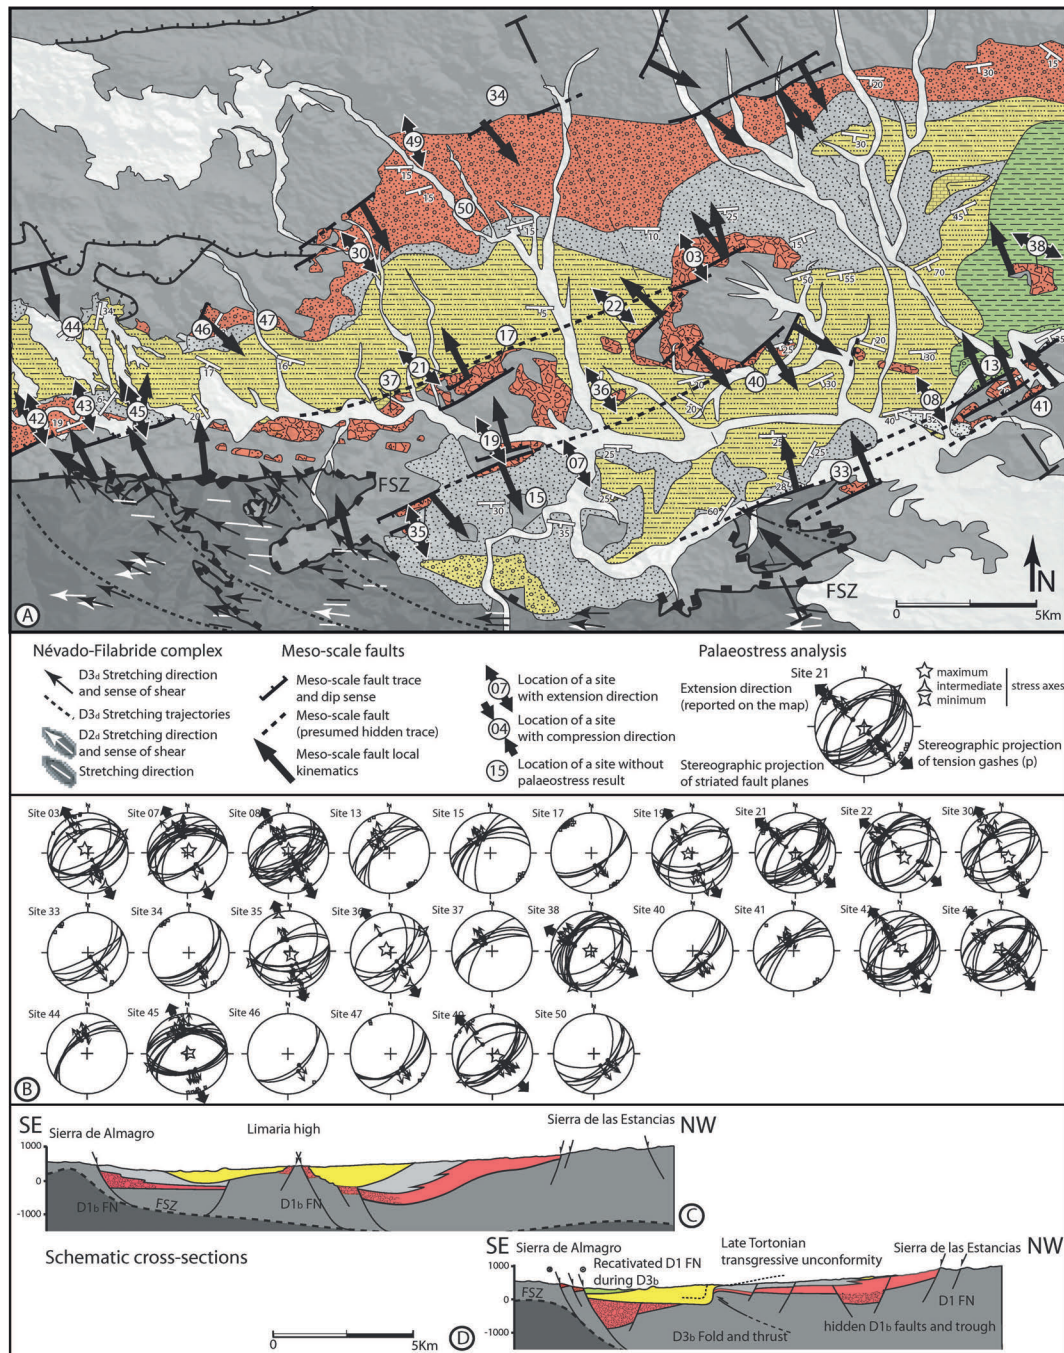 34
49
50
30
03
38
22
44
46
47
17
37
21
36
40
13
08
41
42
43
45
19
07
33
15
35
FSZ
FSZ
N
A
0
5Km
Névado-Filabride complex
D3d Stretching direction
and sense of shear
D3d Stretching trajectories
D2d Stretching direction
and sense of shear
Stretching direction
Meso-scale faults
Meso-scale fault trace
and dip sense
Meso-scale fault
(presumed hidden trace)
Meso-scale fault local
kinematics
07
Location of a site
with extension direction
04
Location of a site
with compression direction
15
Location of a site without
palaeostress result
Palaeostress analysis
Site 21
Extension direction
(reported on the map)
maximum
intermediate
minimum
stress axes
Stereographic projection
of striated fault planes
Stereographic projection
of tension gashes (p)
Site 03 Site 07 Site 08 Site 13 Site 15 Site 17 Site 19 Site 21 Site 22 Site 30
Site 33 Site 34 Site 35 Site 36 Site 37 Site 38 Site 40 Site 41 Site 42 Site 43
Site 44 Site 45 Site 46 Site 47 Site 49 Site 50
B
SE
NW
Sierra de Almagro
Limaria high
Sierra de las Estancias
1000
0
-1000
D1b FN
FSZ
D1b FN
C
Schematic cross-sections
0
5Km
SE
NW
Sierra de Almagro
Recativated D1 FN
during D3b
Late Tortonian
transgressive unconformity
Sierra de las Estancias
1000
0
-1000
FSZ
D1 FN
D3b Fold and thrust
hidden D1b faults and trough
D